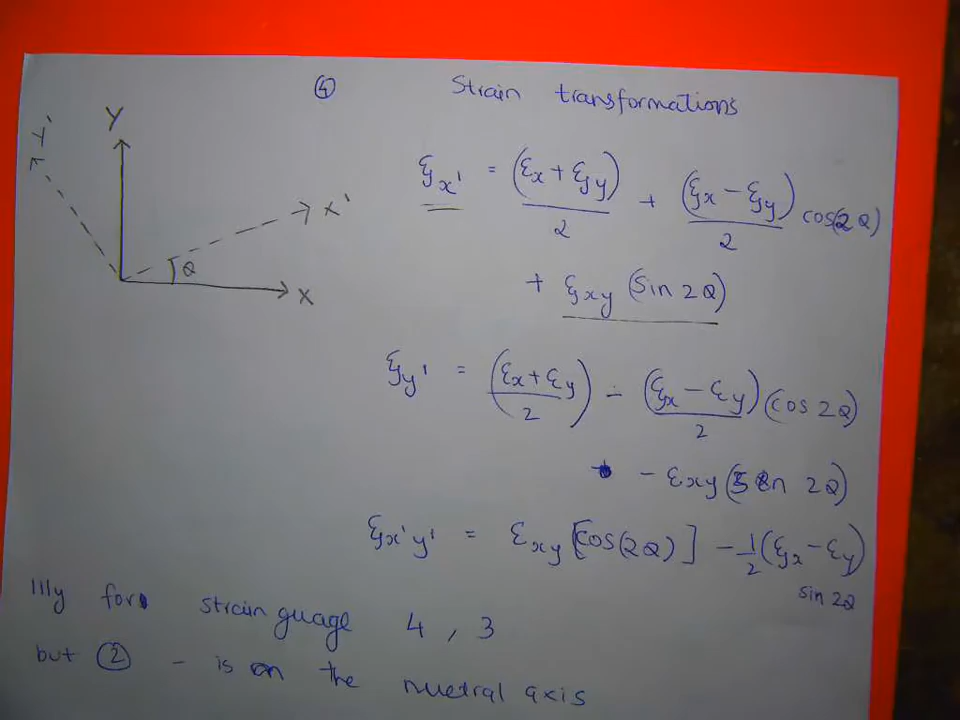 ④ Strain transformations
Y'
Y
X'
θ
X
εx' = (εx + εy)/2 + (εx - εy)/2 cos(2θ)
+ εxy (Sin 2θ)
εy' = (εx + εy)/2 - (εx - εy)/2 (cos 2θ)
- εxy (sin 2θ)
εx'y' = εxy [cos(2θ)] - 1/2 (εx - εy)
sin 2θ
Illy for strain guage 4, 3
but ② - is on the nuetral axis